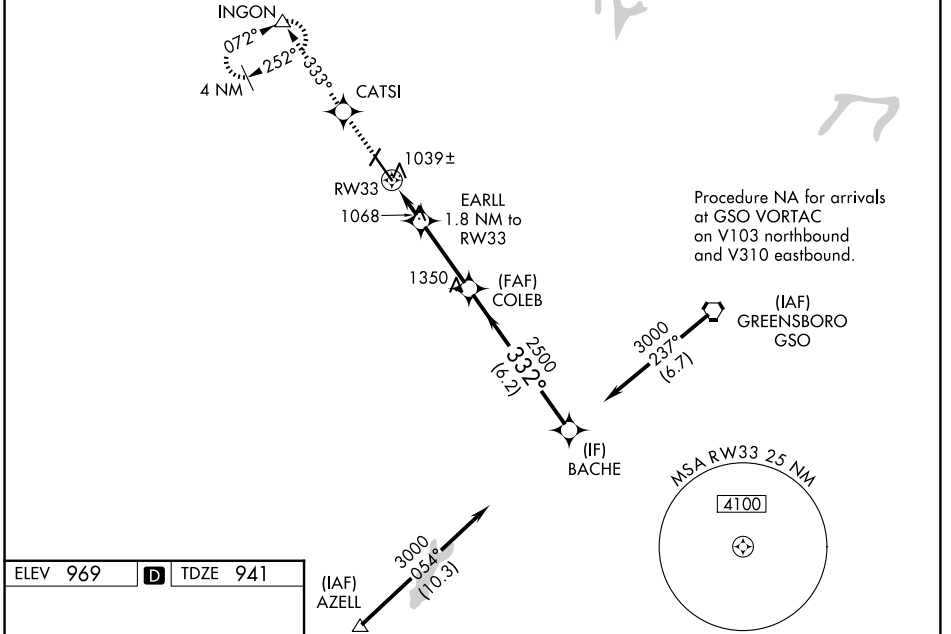 INGON
072°
252°
4 NM
333°
CATSI
1039±
RW33
1068
EARLL
1.8 NM to
RW33
1350
(FAF)
COLEB
2500
332°
(6.2)
(IF)
BACHE
Procedure NA for arrivals
at GSO VORTAC
on V103 northbound
and V310 eastbound.
(IAF)
GREENSBORO
GSO
3000
237°
(6.7)
MSA RW33 25 NM
4100
3000
054°
(10.3)
(IAF)
AZELL
ELEV 969 D TDZE 941